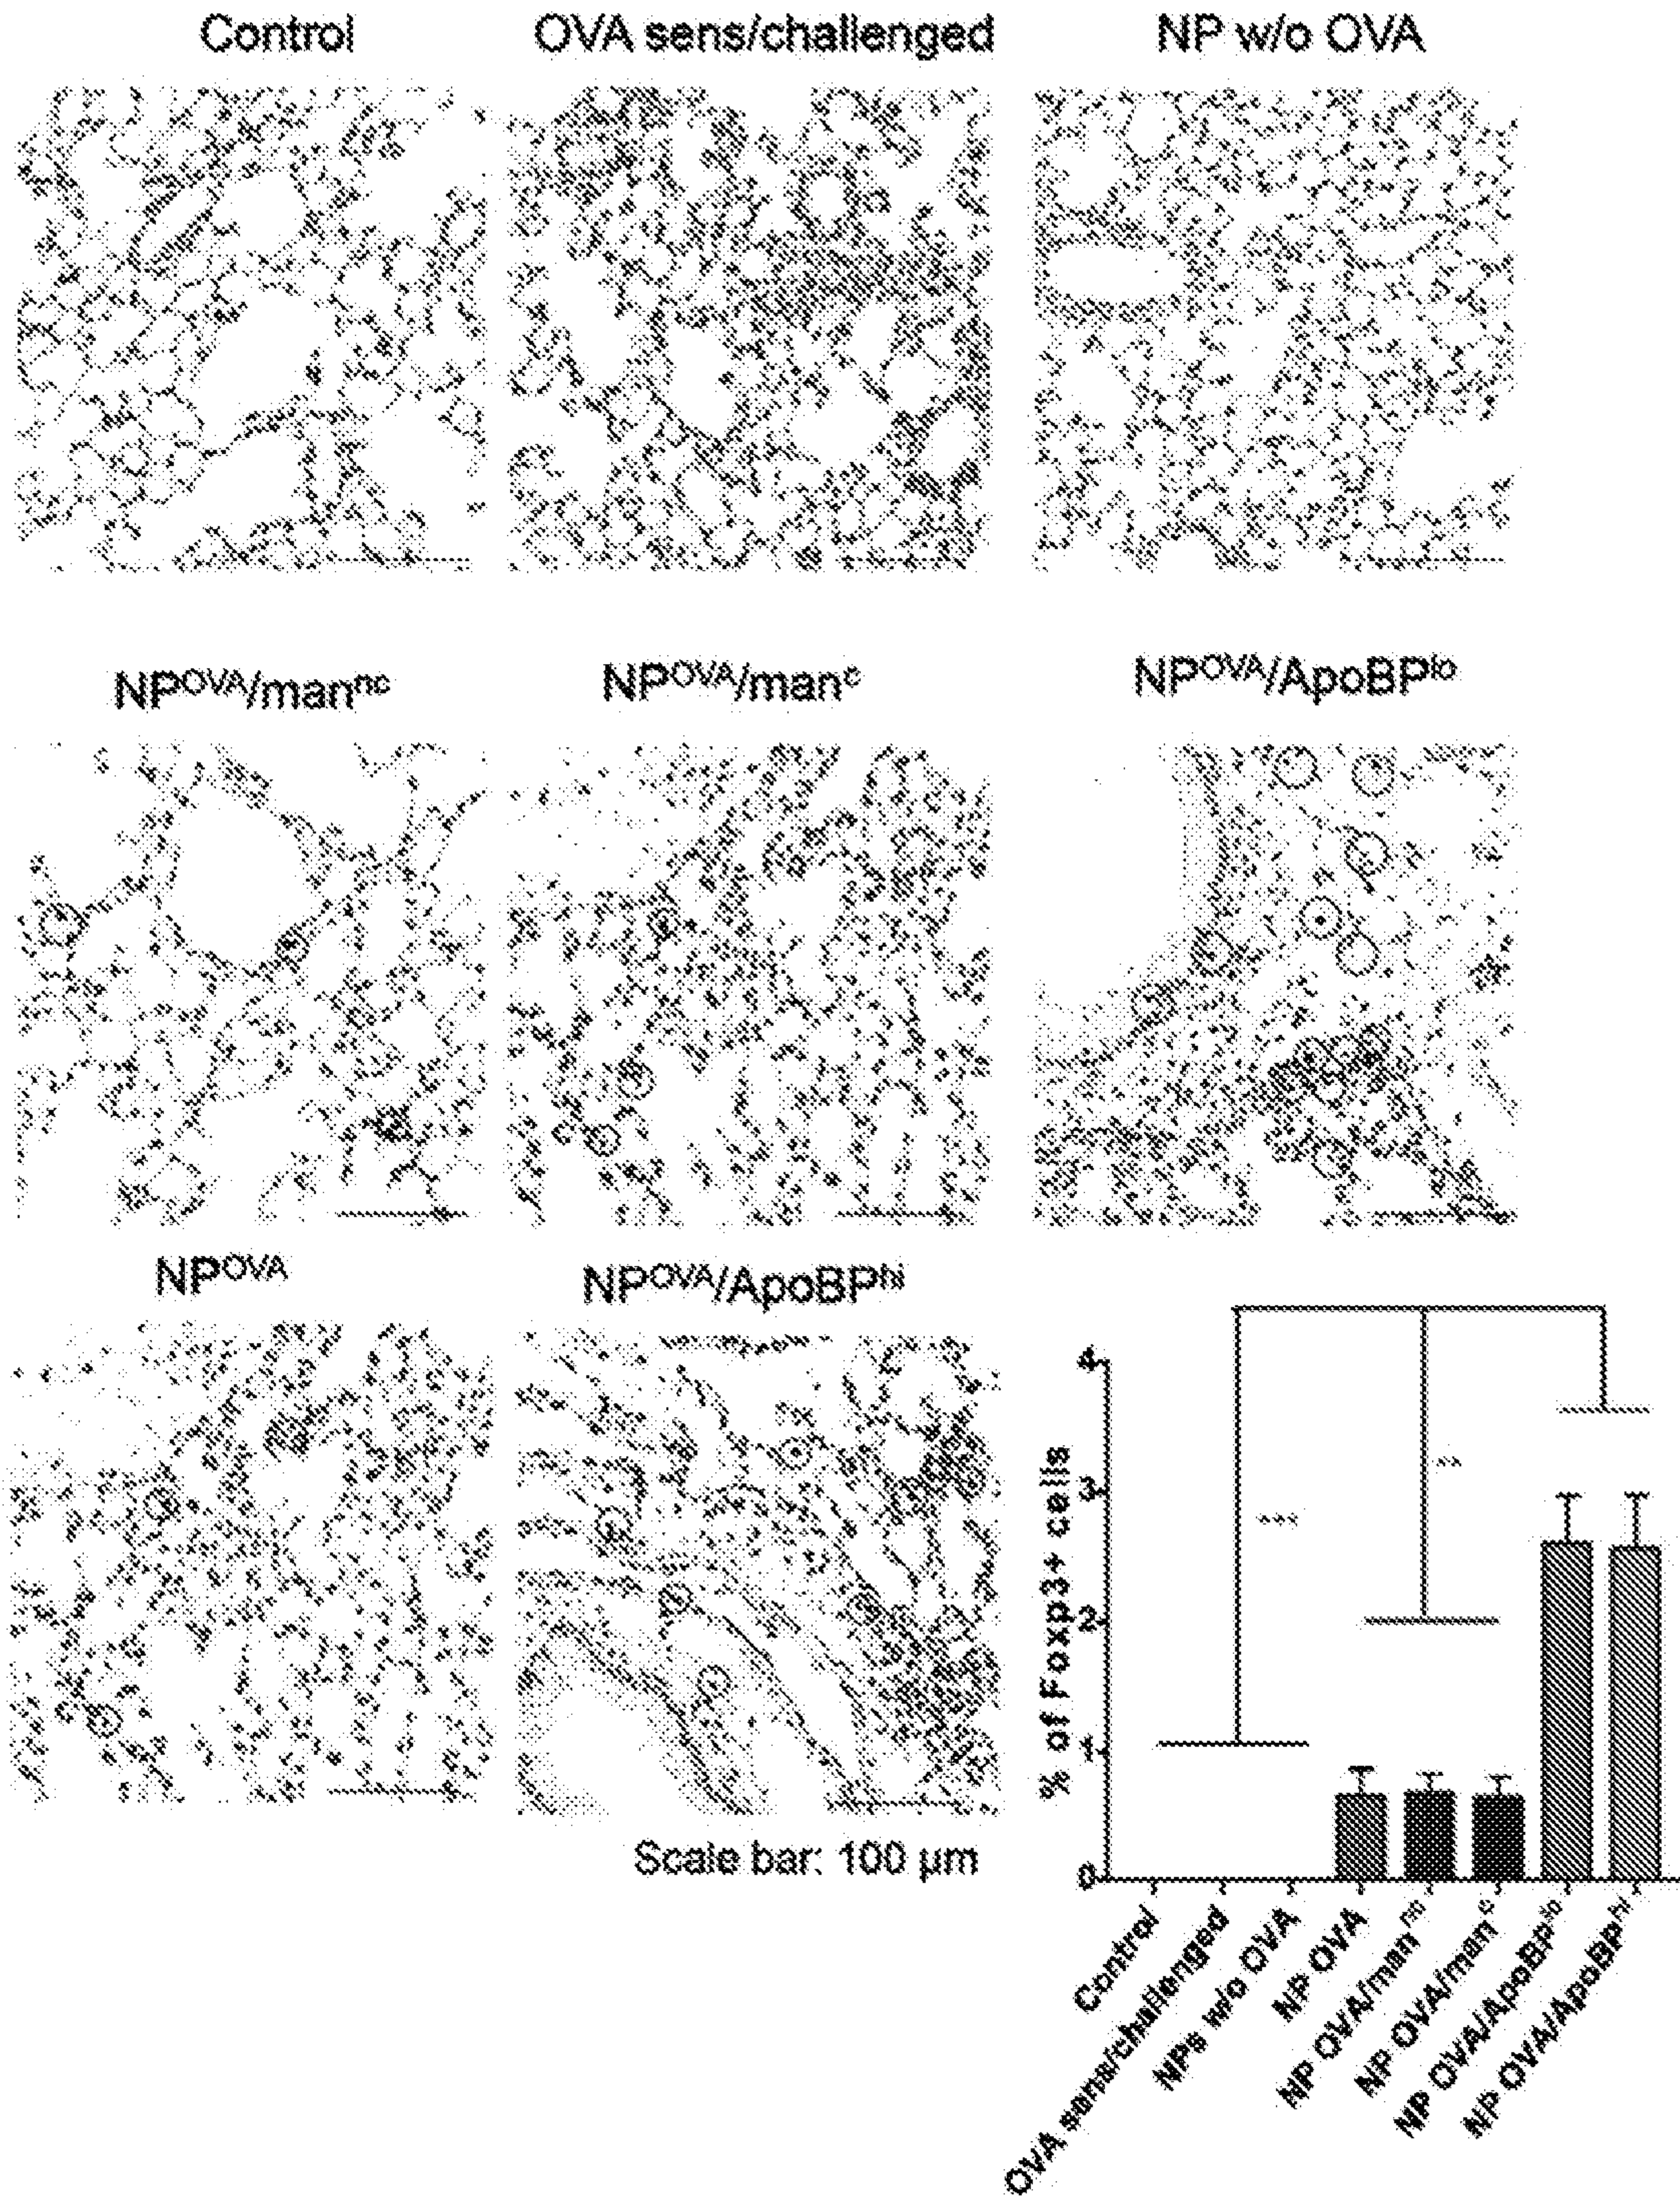 Control OVA sens/challenged NP w/o OVA
NP^OVA/man^nc NP^OVA/man^c NP^OVA/ApoBP^lo
NP^OVA NP^OVA/ApoBP^hi
Scale bar: 100 µm
% of Foxp3+ cells
4
3
2
1
0
***
**
Control
OVA sens/challenged
NPs w/o OVA
NP OVA
NP OVA/man^nc
NP OVA/man^c
NP OVA/ApoBP^lo
NP OVA/ApoBP^hi